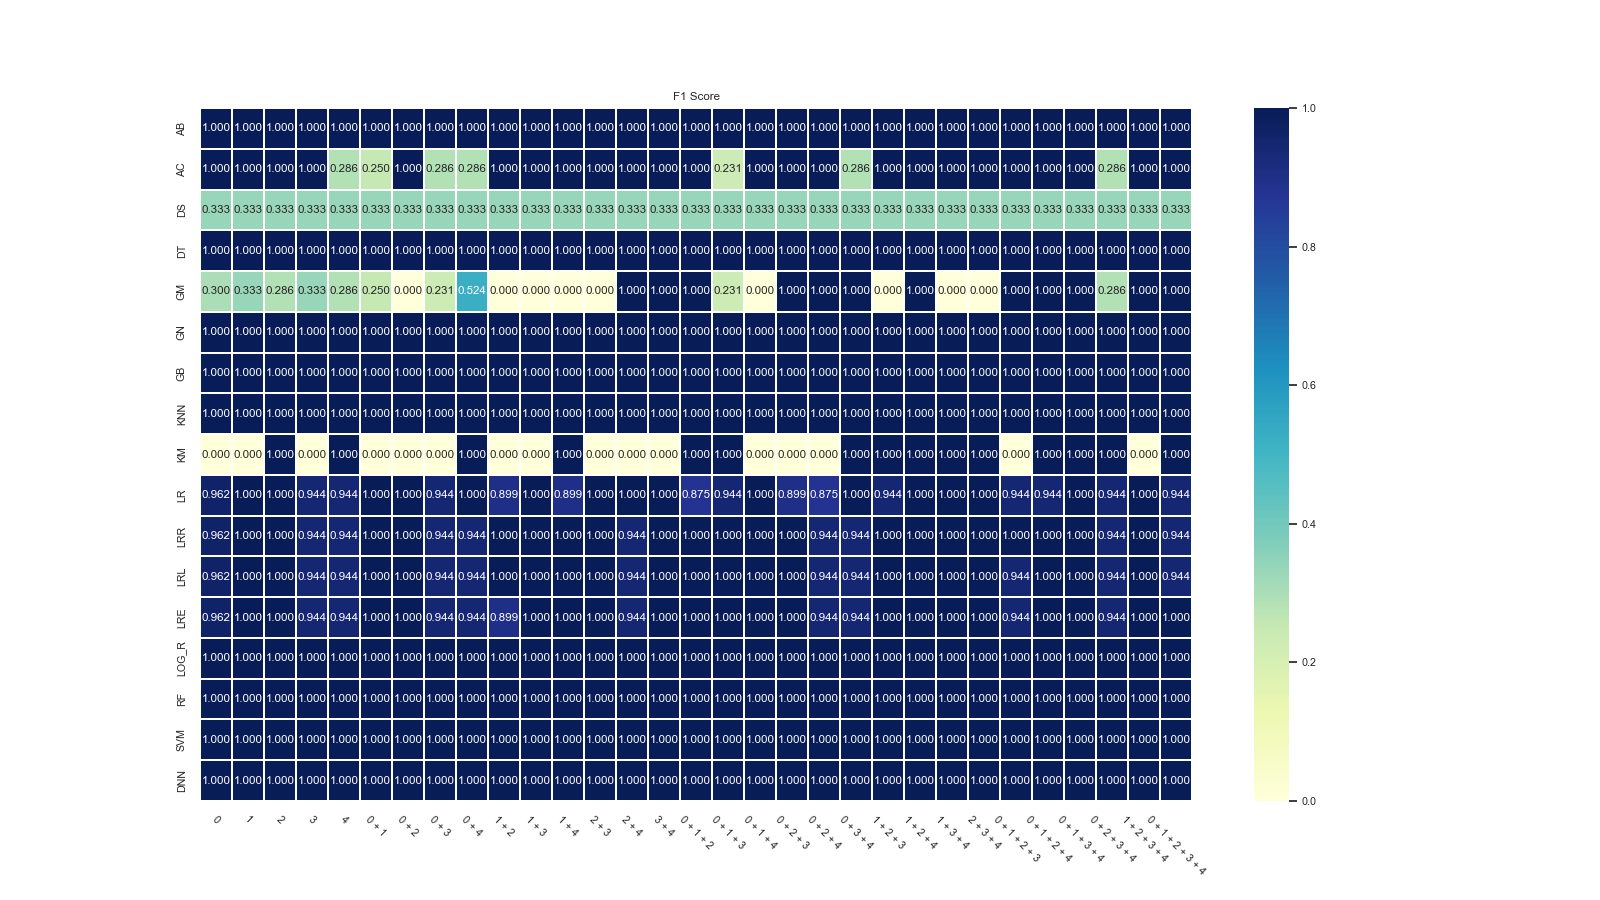 F1 Score
AB 1.000 1.000 1.000 1.000 1.000 1.000 1.000 1.000 1.000 1.000 1.000 1.000 1.000 1.000 1.000 1.000 1.000 1.000 1.000 1.000 1.000 1.000 1.000 1.000 1.000 1.000 1.000 1.000 1.000 1.000 1.000
AC 1.000 1.000 1.000 1.000 0.286 0.250 1.000 0.286 0.286 1.000 1.000 1.000 1.000 1.000 1.000 1.000 0.231 1.000 1.000 1.000 0.286 1.000 1.000 1.000 1.000 1.000 1.000 1.000 0.286 1.000 1.000
DS 0.333 0.333 0.333 0.333 0.333 0.333 0.333 0.333 0.333 0.333 0.333 0.333 0.333 0.333 0.333 0.333 0.333 0.333 0.333 0.333 0.333 0.333 0.333 0.333 0.333 0.333 0.333 0.333 0.333 0.333 0.333
DT 1.000 1.000 1.000 1.000 1.000 1.000 1.000 1.000 1.000 1.000 1.000 1.000 1.000 1.000 1.000 1.000 1.000 1.000 1.000 1.000 1.000 1.000 1.000 1.000 1.000 1.000 1.000 1.000 1.000 1.000 1.000
GM 0.300 0.333 0.286 0.333 0.286 0.250 0.000 0.231 0.524 0.000 0.000 0.000 0.000 1.000 1.000 1.000 0.231 0.000 1.000 1.000 1.000 0.000 1.000 0.000 0.000 1.000 1.000 1.000 0.286 1.000 1.000
GN 1.000 1.000 1.000 1.000 1.000 1.000 1.000 1.000 1.000 1.000 1.000 1.000 1.000 1.000 1.000 1.000 1.000 1.000 1.000 1.000 1.000 1.000 1.000 1.000 1.000 1.000 1.000 1.000 1.000 1.000 1.000
GB 1.000 1.000 1.000 1.000 1.000 1.000 1.000 1.000 1.000 1.000 1.000 1.000 1.000 1.000 1.000 1.000 1.000 1.000 1.000 1.000 1.000 1.000 1.000 1.000 1.000 1.000 1.000 1.000 1.000 1.000 1.000
KNN 1.000 1.000 1.000 1.000 1.000 1.000 1.000 1.000 1.000 1.000 1.000 1.000 1.000 1.000 1.000 1.000 1.000 1.000 1.000 1.000 1.000 1.000 1.000 1.000 1.000 1.000 1.000 1.000 1.000 1.000 1.000
KM 0.000 0.000 1.000 0.000 1.000 0.000 0.000 0.000 1.000 0.000 0.000 1.000 0.000 0.000 0.000 1.000 1.000 0.000 0.000 0.000 1.000 1.000 1.000 1.000 1.000 0.000 1.000 1.000 1.000 0.000 1.000
LR 0.962 1.000 1.000 0.944 0.944 1.000 1.000 0.944 1.000 0.899 1.000 0.899 1.000 1.000 1.000 0.875 0.944 1.000 0.899 0.875 1.000 0.944 1.000 1.000 1.000 0.944 0.944 1.000 0.944 1.000 0.944
LRR 0.962 1.000 1.000 0.944 0.944 1.000 1.000 0.944 0.944 1.000 1.000 1.000 1.000 0.944 1.000 1.000 1.000 1.000 1.000 0.944 0.944 1.000 1.000 1.000 1.000 1.000 1.000 1.000 0.944 1.000 0.944
LRL 0.962 1.000 1.000 0.944 0.944 1.000 1.000 0.944 0.944 1.000 1.000 1.000 1.000 0.944 1.000 1.000 1.000 1.000 1.000 0.944 0.944 1.000 1.000 1.000 1.000 0.944 1.000 1.000 0.944 1.000 0.944
LRE 0.962 1.000 1.000 0.944 0.944 1.000 1.000 0.944 0.944 0.899 1.000 1.000 1.000 0.944 1.000 1.000 1.000 1.000 1.000 0.944 0.944 1.000 1.000 1.000 1.000 0.944 1.000 1.000 0.944 1.000 1.000
LOG_R 1.000 1.000 1.000 1.000 1.000 1.000 1.000 1.000 1.000 1.000 1.000 1.000 1.000 1.000 1.000 1.000 1.000 1.000 1.000 1.000 1.000 1.000 1.000 1.000 1.000 1.000 1.000 1.000 1.000 1.000 1.000
RF 1.000 1.000 1.000 1.000 1.000 1.000 1.000 1.000 1.000 1.000 1.000 1.000 1.000 1.000 1.000 1.000 1.000 1.000 1.000 1.000 1.000 1.000 1.000 1.000 1.000 1.000 1.000 1.000 1.000 1.000 1.000
SVM 1.000 1.000 1.000 1.000 1.000 1.000 1.000 1.000 1.000 1.000 1.000 1.000 1.000 1.000 1.000 1.000 1.000 1.000 1.000 1.000 1.000 1.000 1.000 1.000 1.000 1.000 1.000 1.000 1.000 1.000 1.000
DNN 1.000 1.000 1.000 1.000 1.000 1.000 1.000 1.000 1.000 1.000 1.000 1.000 1.000 1.000 1.000 1.000 1.000 1.000 1.000 1.000 1.000 1.000 1.000 1.000 1.000 1.000 1.000 1.000 1.000 1.000 1.000
0
1
2
3
4
0 + 1
0 + 2
0 + 3
0 + 4
1 + 2
1 + 3
1 + 4
2 + 3
2 + 4
3 + 4
0 + 1 + 2
0 + 1 + 3
0 + 1 + 4
0 + 2 + 3
0 + 2 + 4
0 + 3 + 4
1 + 2 + 3
1 + 2 + 4
1 + 3 + 4
2 + 3 + 4
0 + 1 + 2 + 3
0 + 1 + 2 + 4
0 + 1 + 3 + 4
0 + 2 + 3 + 4
1 + 2 + 3 + 4
0 + 1 + 2 + 3 + 4
1.0
0.8
0.6
0.4
0.2
0.0